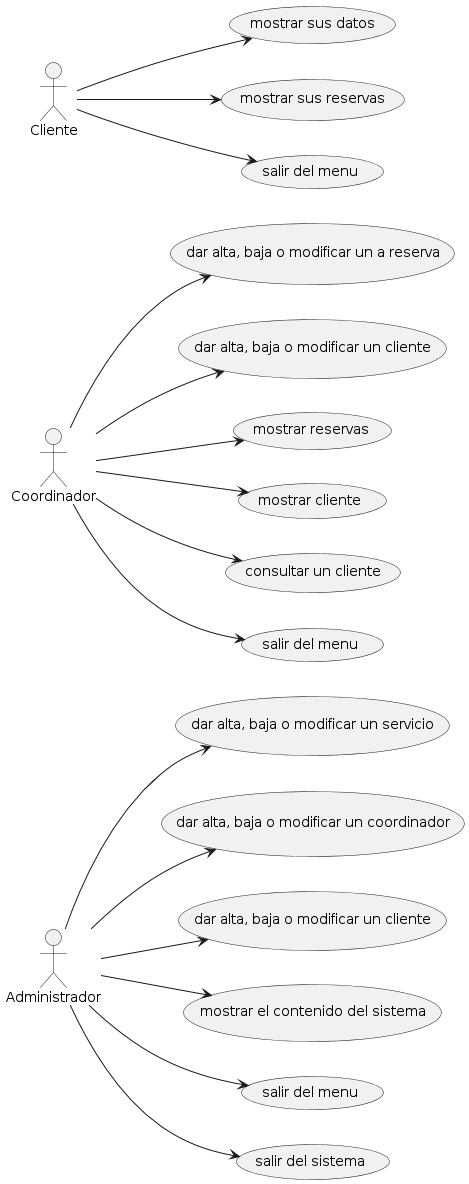 mostrar sus datos
mostrar sus reservas
Cliente
salir del menu
dar alta, baja o modificar un a reserva
dar alta, baja o modificar un cliente
mostrar reservas
Coordinador
mostrar cliente
consultar un cliente
salir del menu
dar alta, baja o modificar un servicio
dar alta, baja o modificar un coordinador
dar alta, baja o modificar un cliente
Administrador
mostrar el contenido del sistema
salir del menu
salir del sistema